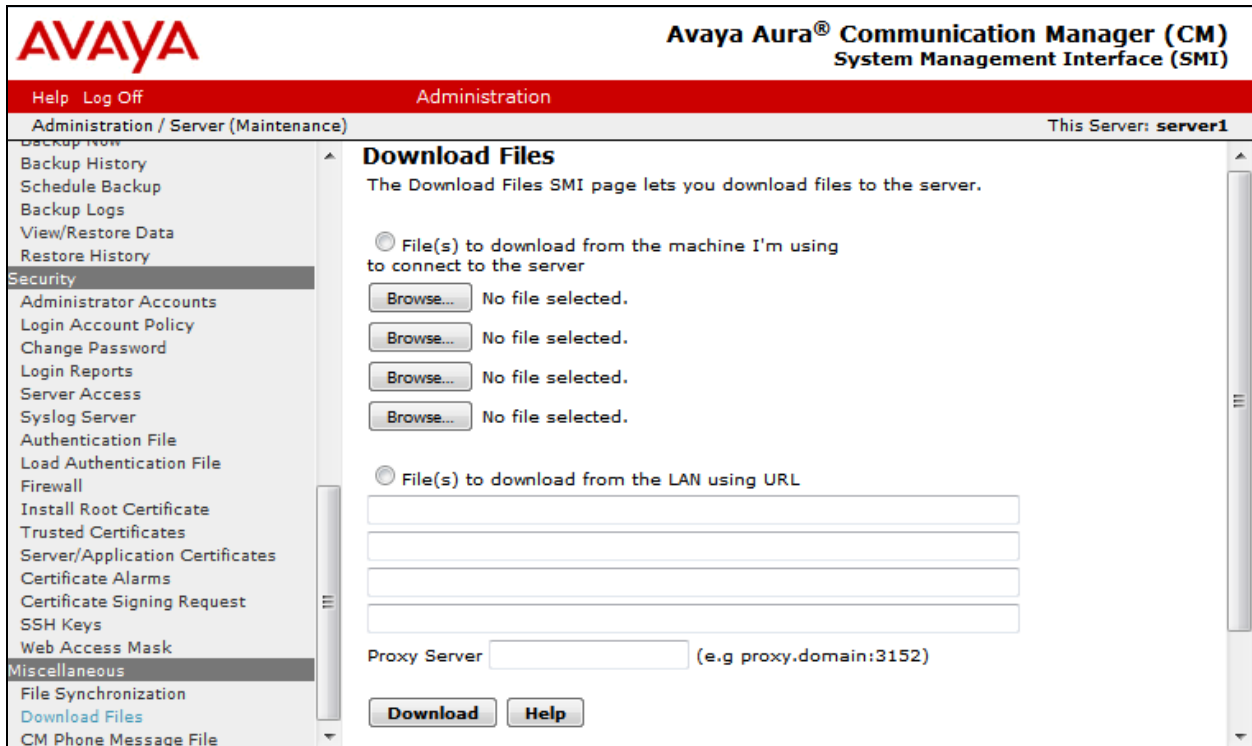 AVAYA
Avaya Aura® Communication Manager (CM)
System Management Interface (SMI)
Help Log Off
Administration
Administration / Server (Maintenance)
This Server: server1
Backup Now
Backup History
Schedule Backup
Backup Logs
View/Restore Data
Restore History
Security
Administrator Accounts
Login Account Policy
Change Password
Login Reports
Server Access
Syslog Server
Authentication File
Load Authentication File
Firewall
Install Root Certificate
Trusted Certificates
Server/Application Certificates
Certificate Alarms
Certificate Signing Request
SSH Keys
Web Access Mask
Miscellaneous
File Synchronization
Download Files
CM Phone Message File
Download Files
The Download Files SMI page lets you download files to the server.
File(s) to download from the machine I'm using
to connect to the server
Browse... No file selected.
Browse... No file selected.
Browse... No file selected.
Browse... No file selected.
File(s) to download from the LAN using URL
Proxy Server (e.g proxy.domain:3152)
Download Help